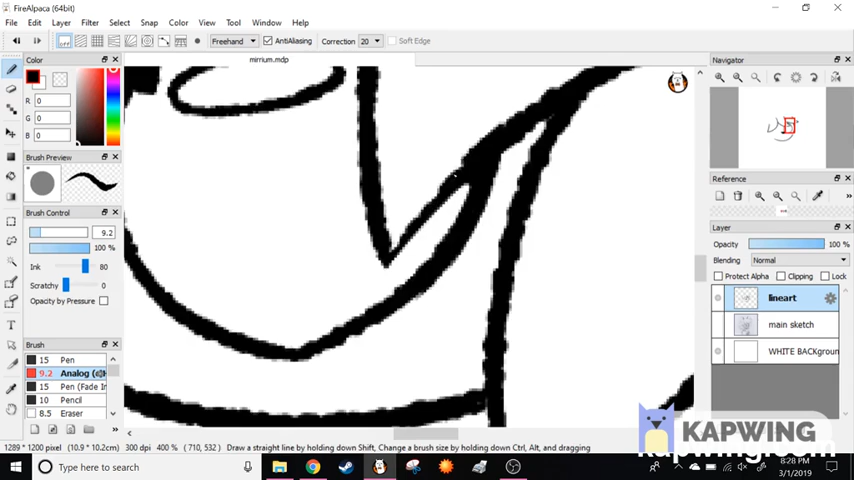 FireAlpaca (64bit)
File Edit Layer Filter Select Snap Color View Tool Window Help
Off Freehand AntiAliasing Correction 20 Soft Edge
Color
mirrium.mdp
Navigator
R 0
G 0
B 0
Brush Preview
Reference
Brush Control
9.2
100 %
Ink 80
Scratchy 0
Opacity by Pressure
Layer
Opacity 100 %
Blending Normal
Protect Alpha Clipping Lock
lineart
main sketch
WHITE BACKgroun
Brush
15 Pen
9.2 Analog
15 Pen (Fade In
10 Pencil
8.5 Eraser
KAPWING
kapwing.com
1289 * 1200 pixel (10.9 * 10.2cm) 300 dpi 400 % (710, 532) Draw a straight line by holding down Shift, Change a brush size by holding down Ctrl, Alt, and dragging
Type here to search
8:28 PM
3/1/2019